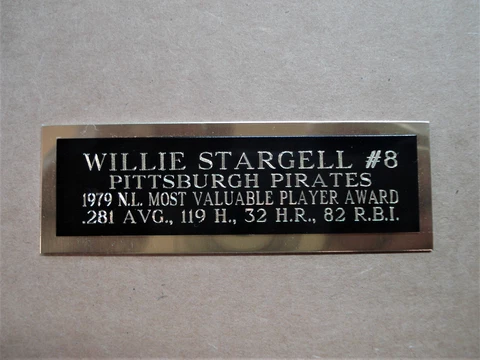 WILLIE STARGELL #8
PITTSBURGH PIRATES
1979 N.L. MOST VALUABLE PLAYER AWARD
.281 AVG., 119 H., 32 H.R., 82 R.B.I.